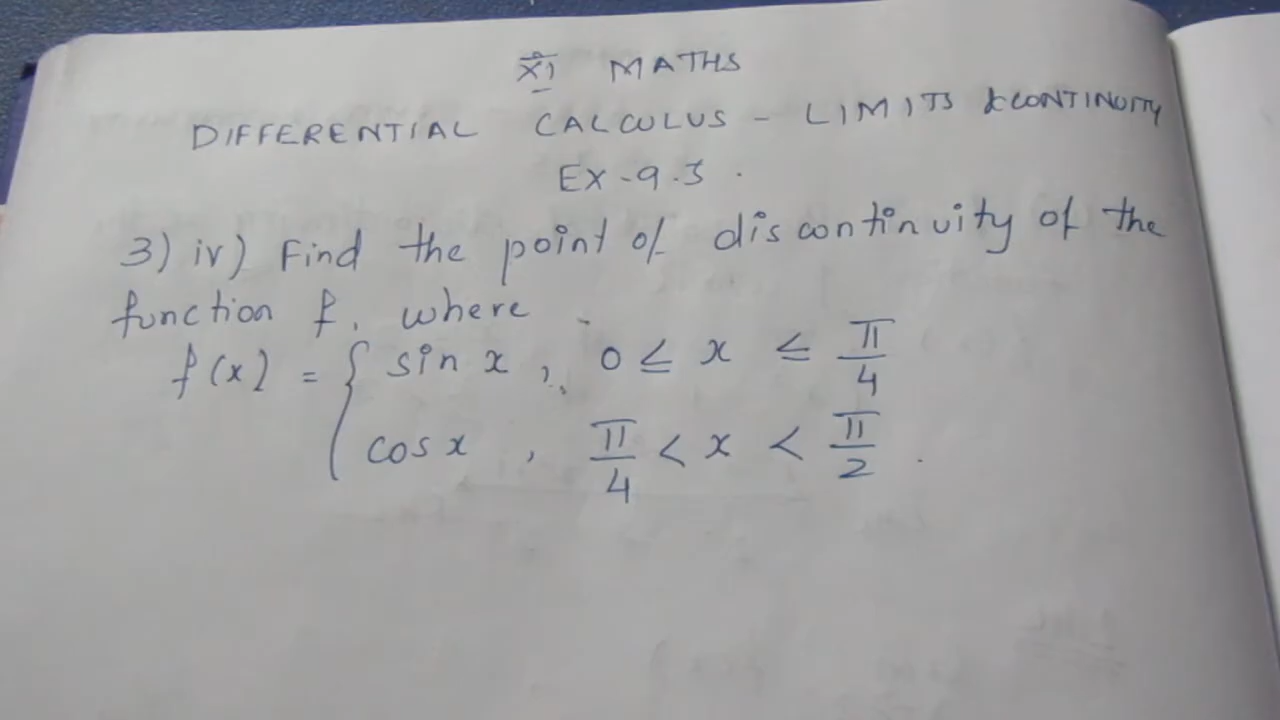 XI MATHS
DIFFERENTIAL CALCULUS - LIMITS & CONTINUITY
EX - 9.3.
3) iv) Find the point of discontinuity of the
function f, where
f(x) = { sin x, 0 ≤ x ≤ π/4
cos x, π/4 < x < π/2.